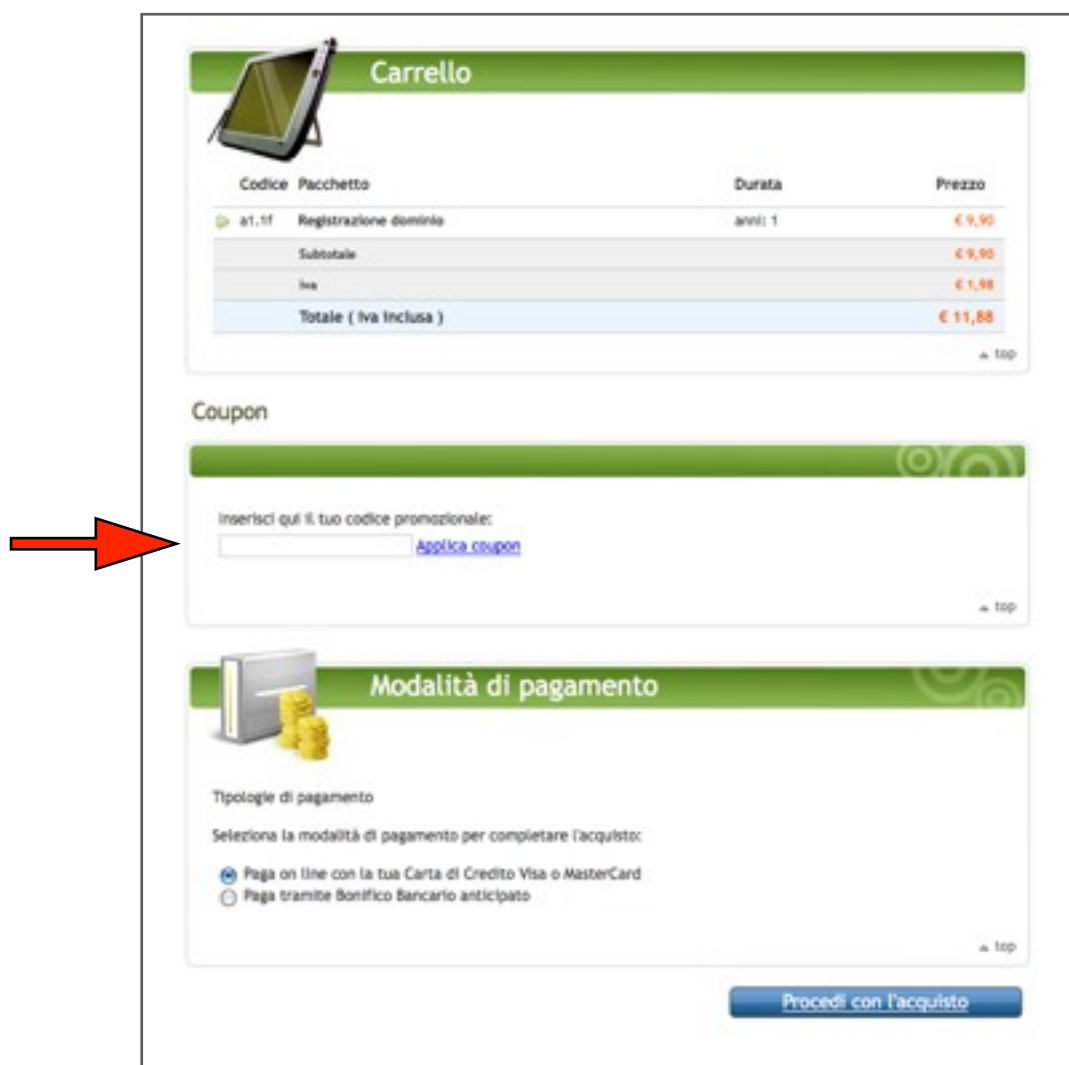 Carrello
Codice Pacchetto Durata Prezzo
a1.1f Registrazione dominio anni: 1 € 9,90
Subtotale € 9,90
Iva € 1,98
Totale ( Iva inclusa ) € 11,88
top
Coupon
Inserisci qui il tuo codice promozionale:
Applica coupon
top
Modalità di pagamento
Tipologie di pagamento
Seleziona la modalità di pagamento per completare l'acquisto:
Paga on line con la tua Carta di Credito Visa o MasterCard
Paga tramite Bonifico Bancario anticipato
top
Procedi con l'acquisto